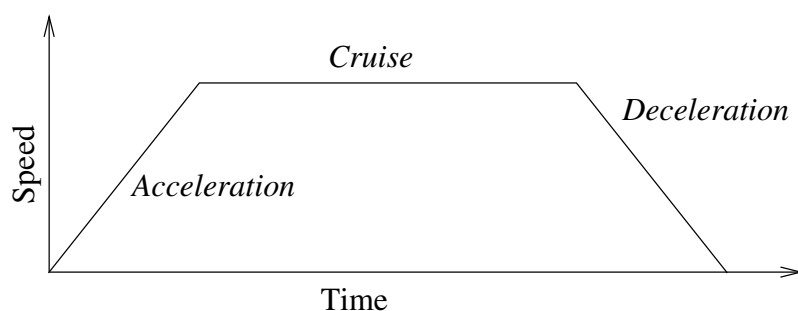 Cruise
Deceleration
Speed
Acceleration
Time